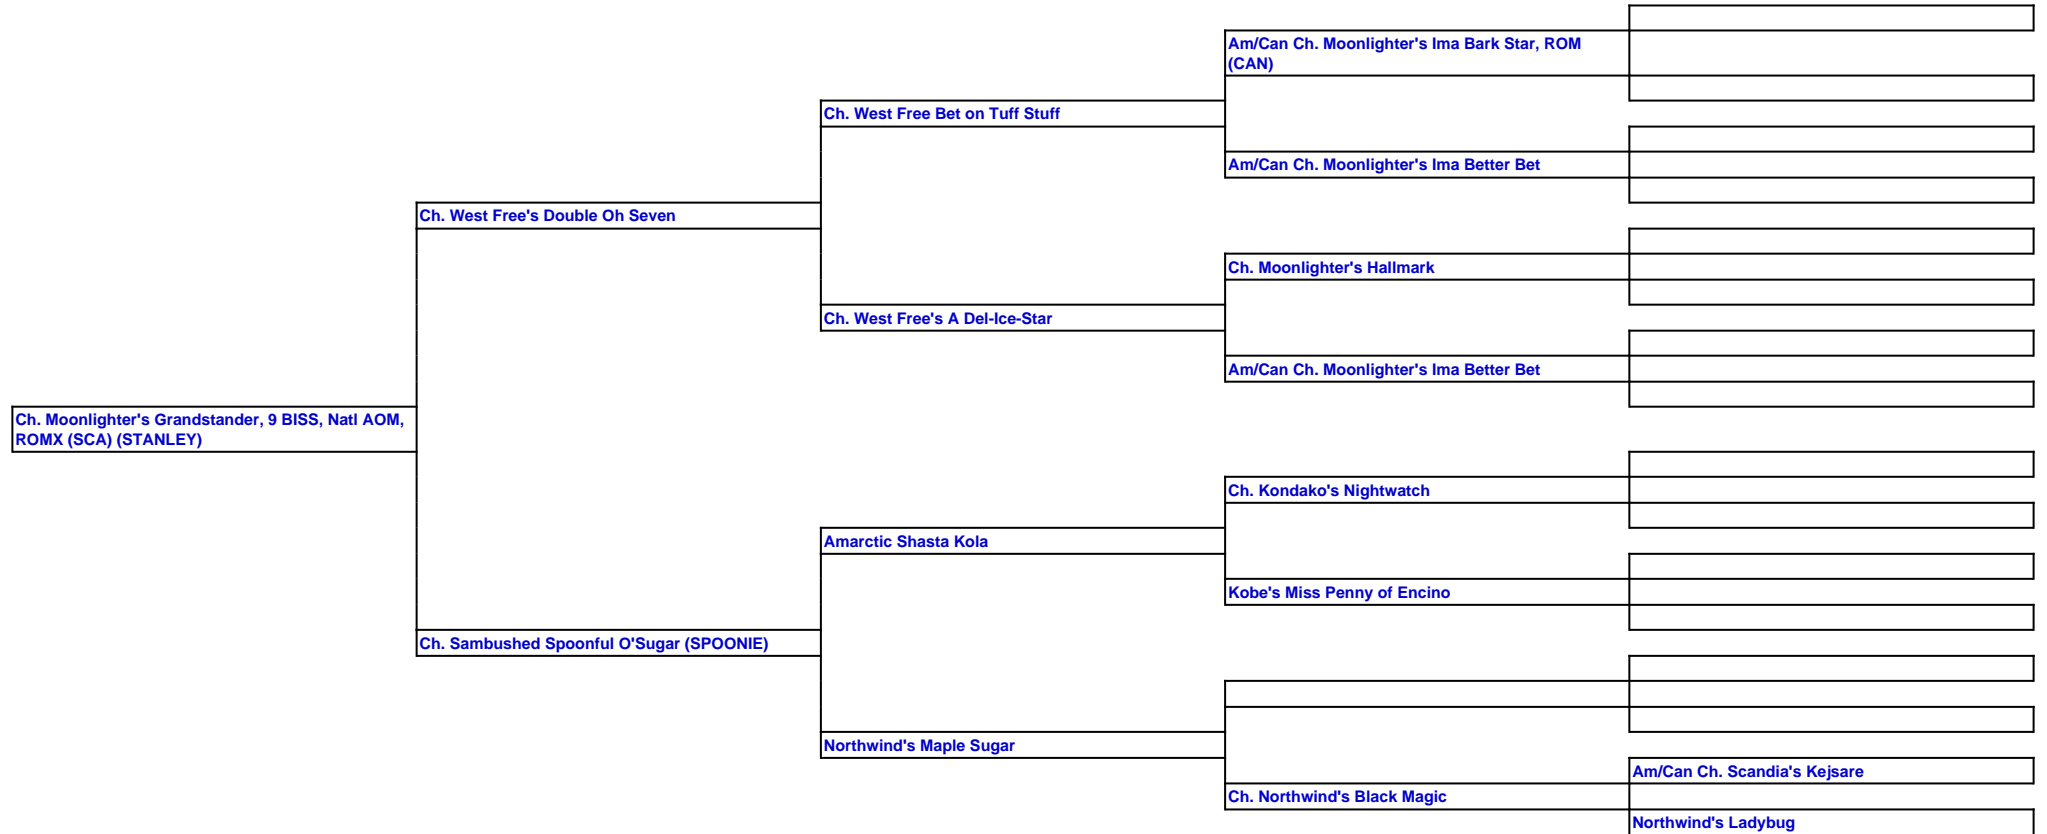 Am/Can Ch. Moonlighter's Ima Bark Star, ROM
(CAN)
Ch. West Free Bet on Tuff Stuff
Am/Can Ch. Moonlighter's Ima Better Bet
Ch. West Free's Double Oh Seven
Ch. Moonlighter's Hallmark
Ch. West Free's A Del-Ice-Star
Am/Can Ch. Moonlighter's Ima Better Bet
Ch. Moonlighter's Grandstander, 9 BISS, Natl AOM,
ROMX (SCA) (STANLEY)
Ch. Kondako's Nightwatch
Amarctic Shasta Kola
Kobe's Miss Penny of Encino
Ch. Sambushed Spoonful O'Sugar (SPOONIE)
Northwind's Maple Sugar
Am/Can Ch. Scandia's Kejsare
Ch. Northwind's Black Magic
Northwind's Ladybug